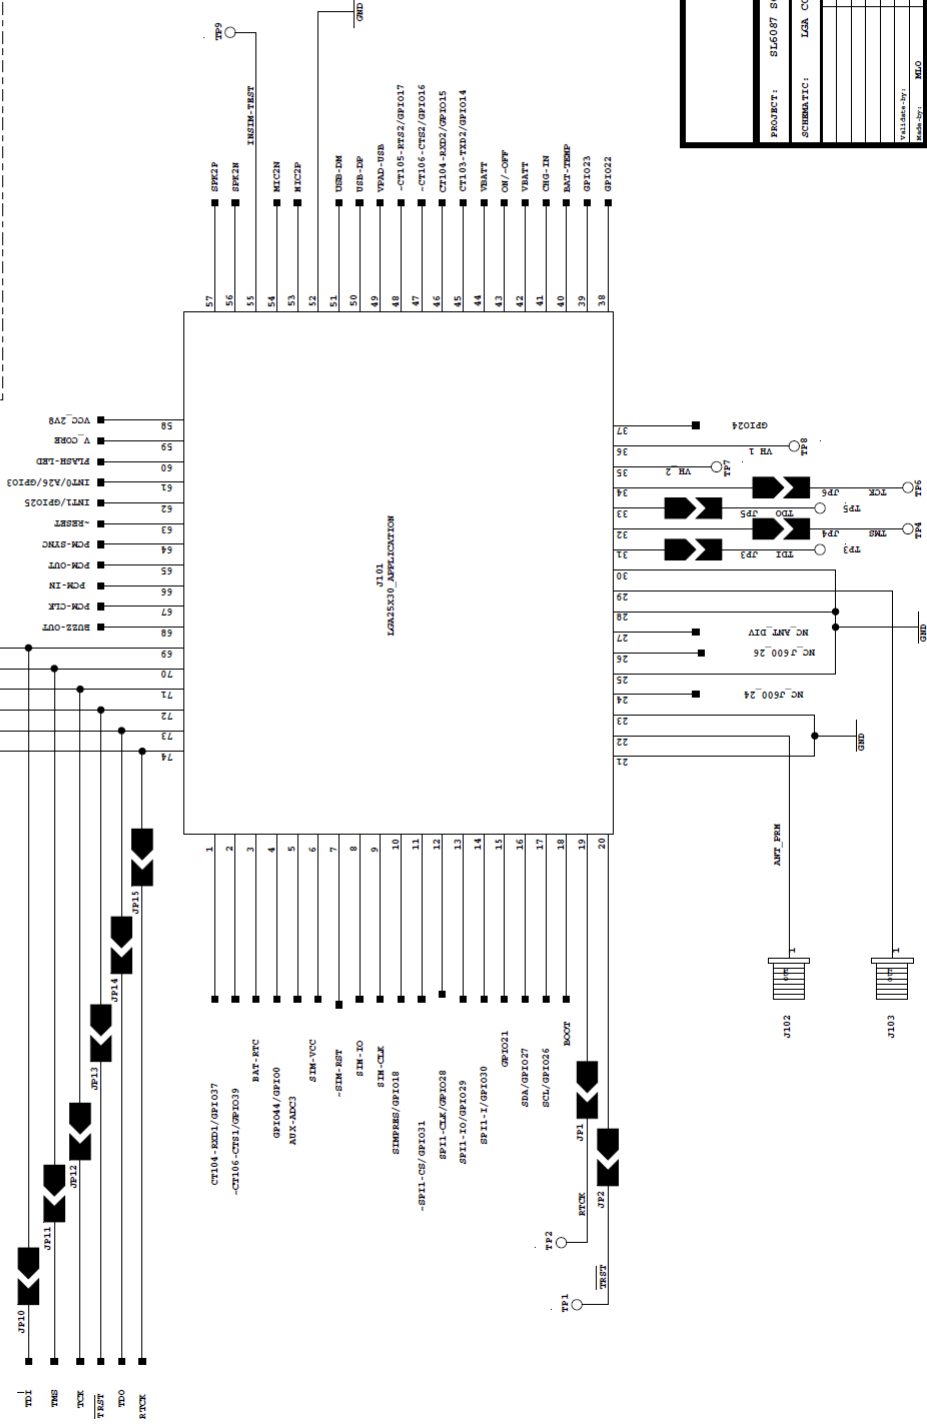 GND
TP9
INSIM-TEST
SPK2P
SPK2N
MIC2N
MIC2P
USB-DM
USB-DP
VPAD-USB
~CT105-RTS2/GPIO17
~CT106-CTS2/GPIO16
CT104-RXD2/GPIO15
CT103-TXD2/GPIO14
VBATT
ON/~OFF
VBATT
CHG-IN
BAT-TEMP
GPIO23
GPIO22
57
56
55
54
53
52
51
50
49
48
47
46
45
44
43
42
41
40
39
38
PROJECT: SL6087
SCHEMATIC: LGA
Validate-by:
Made-by: MLO
VCC_2V8
V_CORE
FLASH-LED
INT0/A26/GPIO3
INT1/GPIO25
~RESET
PCM-SYNC
PCM-OUT
PCM-IN
PCM-CLK
BUZZ-OUT
58
59
60
61
62
63
64
65
66
67
68
69
70
71
72
73
74
J101
LGA25X30_APPLICATION
37
36
35
34
33
32
31
30
29
28
27
26
25
24
23
22
21
GPIO24
VH_1
TP8
VH_2
TP7
JP6
TCK
TP6
JP5
TDO
TP5
JP4
TMS
TP4
JP3
TDI
TP3
NC_ANT_DIV
NC_J600_26
NC_J600_24
GND
GND
ANT_PRM
1
OUT
J102
1
OUT
J103
1
2
3
4
5
6
7
8
9
10
11
12
13
14
15
16
17
18
19
20
CT104-RXD1/GPIO37
~CT106-CTS1/GPIO39
BAT-RTC
GPIO44/GPIO0
AUX-ADC3
SIM-VCC
~SIM-RST
SIM-IO
SIM-CLK
SIMPRES/GPIO18
~SPI1-CS/GPIO31
SPI1-CLK/GPIO28
SPI1-IO/GPIO29
SPI1-I/GPIO30
GPIO21
SDA/GPIO27
SCL/GPIO26
BOOT
JP1
JP2
RTCK
TP2
TRST
TP1
JP15
JP14
JP13
JP12
JP11
JP10
TDI
TMS
TCK
TRST
TDO
RTCK